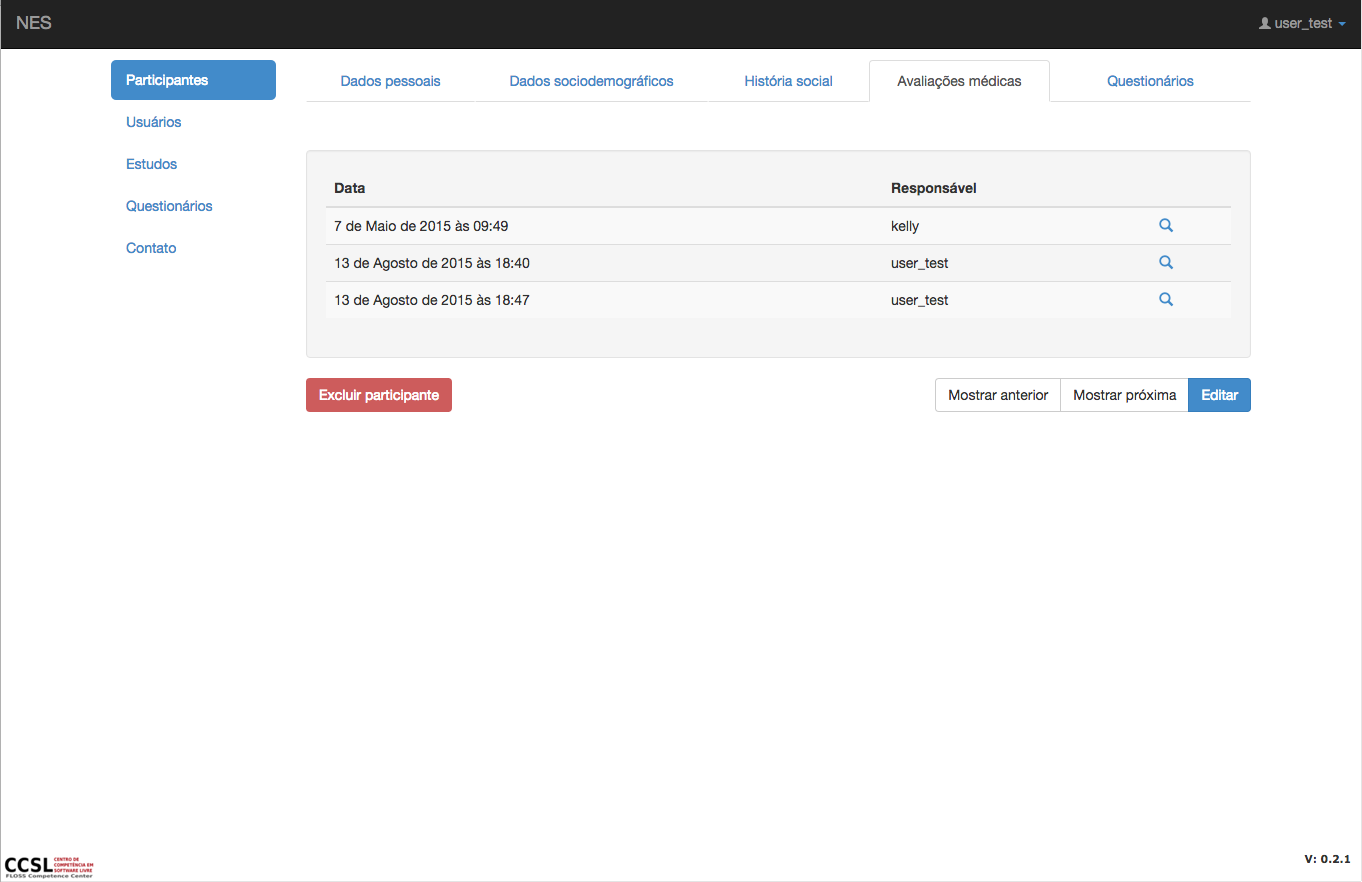 NES
user_test
Participantes
Usuários
Estudos
Questionários
Contato
Dados pessoais
Dados sociodemográficos
História social
Avaliações médicas
Questionários
Data Responsável
7 de Maio de 2015 às 09:49 kelly
13 de Agosto de 2015 às 18:40 user_test
13 de Agosto de 2015 às 18:47 user_test
Excluir participante
Mostrar anterior
Mostrar próxima
Editar
CCSL
CENTRO DE
COMPETÊNCIA EM
SOFTWARE LIVRE
FLOSS Competence Center
V: 0.2.1